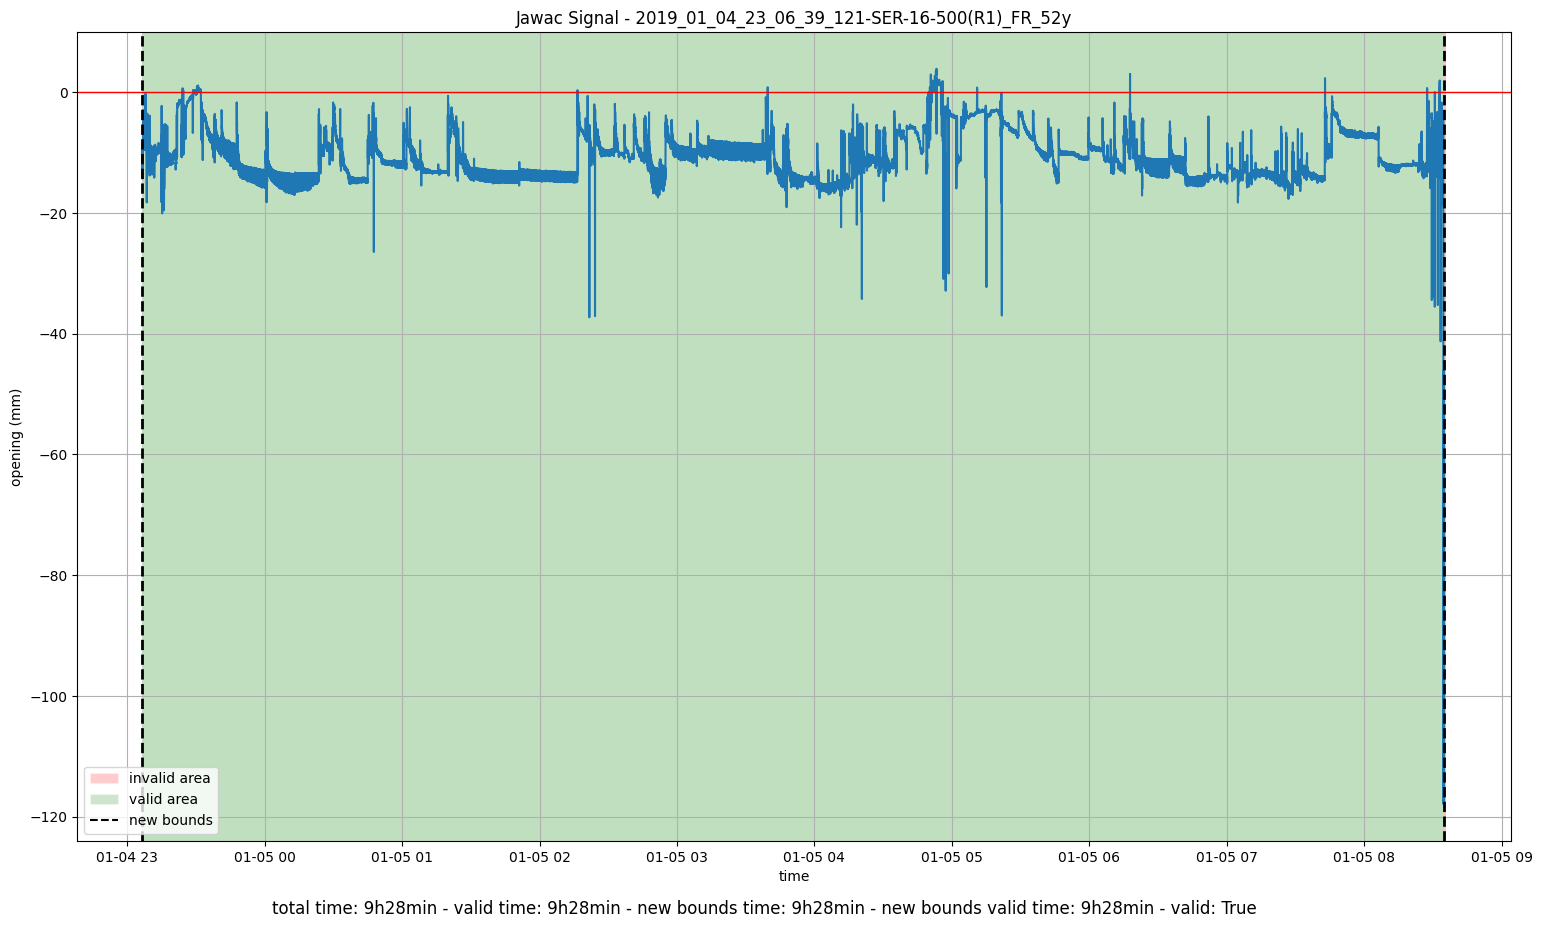 Jawac Signal - 2019_01_04_23_06_39_121-SER-16-500(R1)_FR_52y
opening (mm)
0
−20
−40
−60
−80
−100
−120
invalid area
valid area
new bounds
01-04 23 01-05 00 01-05 01 01-05 02 01-05 03 01-05 04 01-05 05 01-05 06 01-05 07 01-05 08 01-05 09
time
total time: 9h28min - valid time: 9h28min - new bounds time: 9h28min - new bounds valid time: 9h28min - valid: True